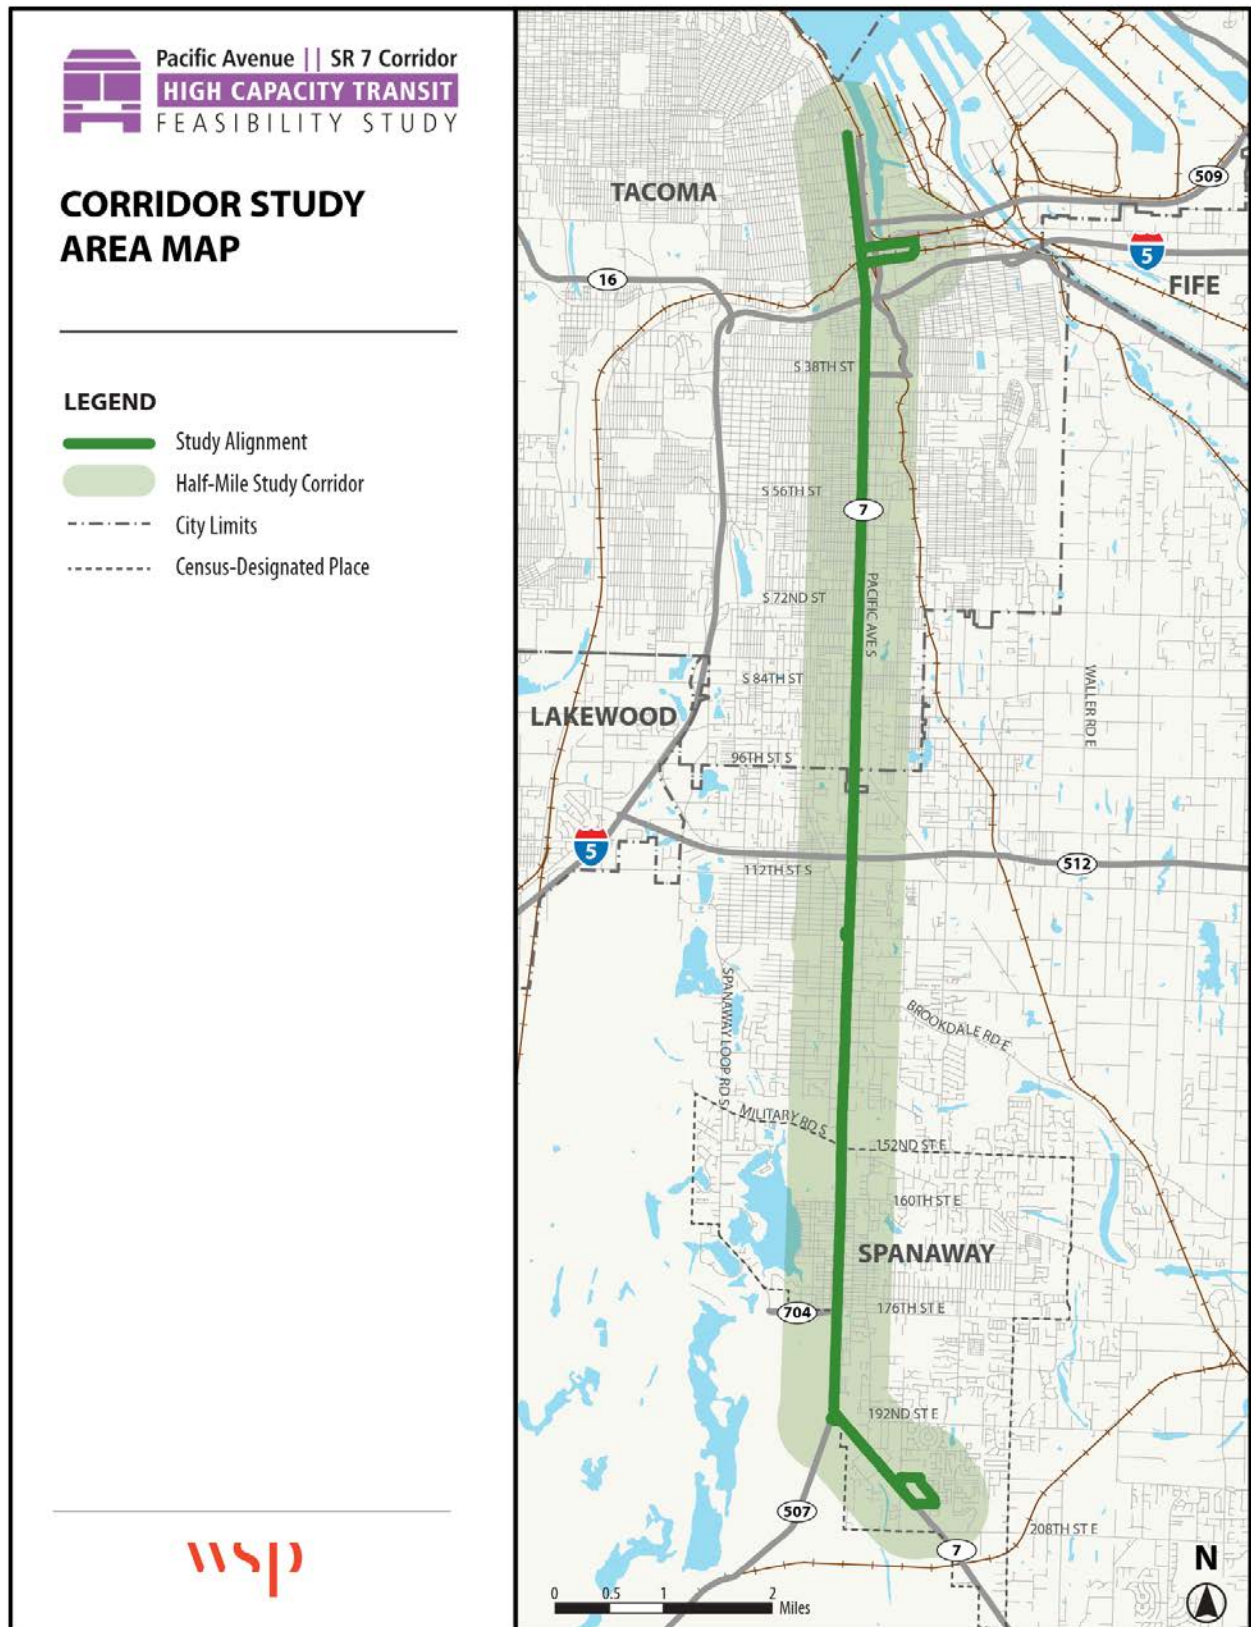 Pacific Avenue || SR 7 Corridor
HIGH CAPACITY TRANSIT
FEASIBILITY STUDY
CORRIDOR STUDY
AREA MAP
LEGEND
Study Alignment
Half-Mile Study Corridor
City Limits
Census-Designated Place
wsp
TACOMA
509
5
FIFE
16
S 38TH ST
S 56TH ST
7
PACIFIC AVE S
S 72ND ST
WALLER RD E
S 84TH ST
LAKEWOOD
96TH ST S
5
512
112TH ST S
SPANAWAY LOOP RD S
BROOKDALE RD E
MILITARY RD S
152ND ST E
160TH ST E
SPANAWAY
176TH ST E
704
192ND ST E
507
208TH ST E
7
N
0 0.5 1 2
Miles